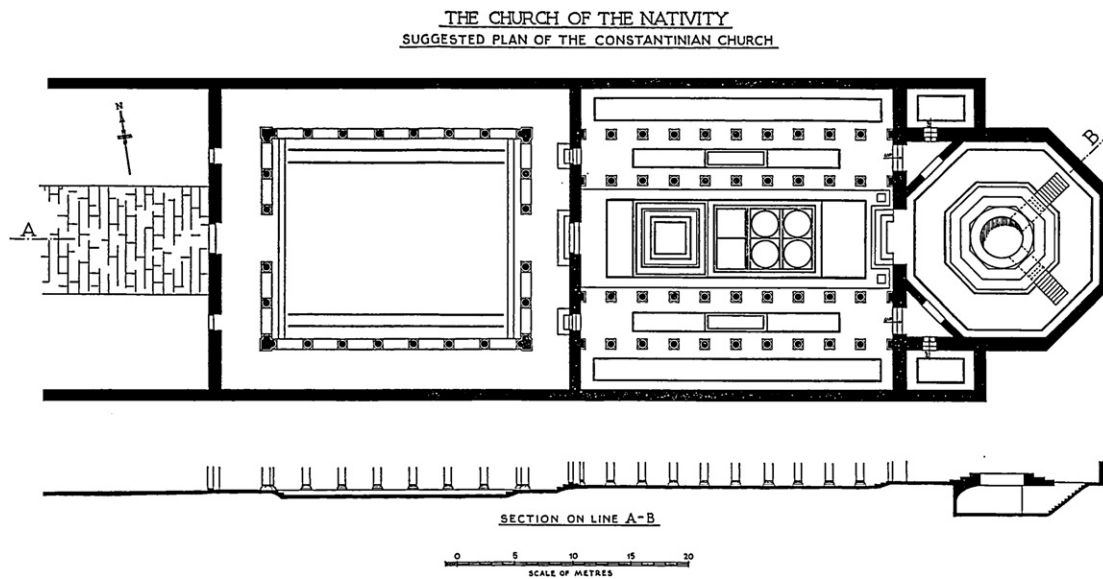 THE CHURCH OF THE NATIVITY
SUGGESTED PLAN OF THE CONSTANTINIAN CHURCH
N
B
A
SECTION ON LINE A-B
0 5 10 15 20
SCALE OF METRES